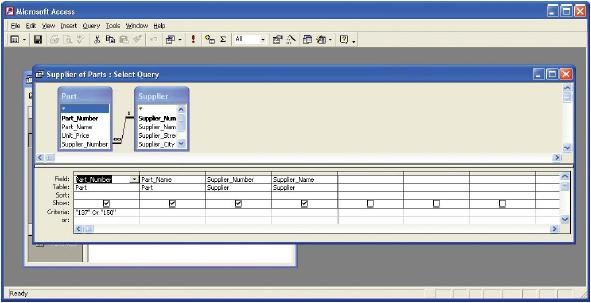 Microsoft Access
File Edit View Insert Query Tools Window Help
Σ All
Supplier of Parts : Select Query
Part Supplier
*
Part_Number
Part_Name
Unit_Price
Supplier_Number
1
∞
*
Supplier_Num
Supplier_Nam
Supplier_Stre
Supplier_City
Field: Part_Number Part_Name Supplier_Number Supplier_Name
Table: Part Part Supplier Supplier
Sort:
Show:
Criteria: "137" Or "150"
or:
Ready